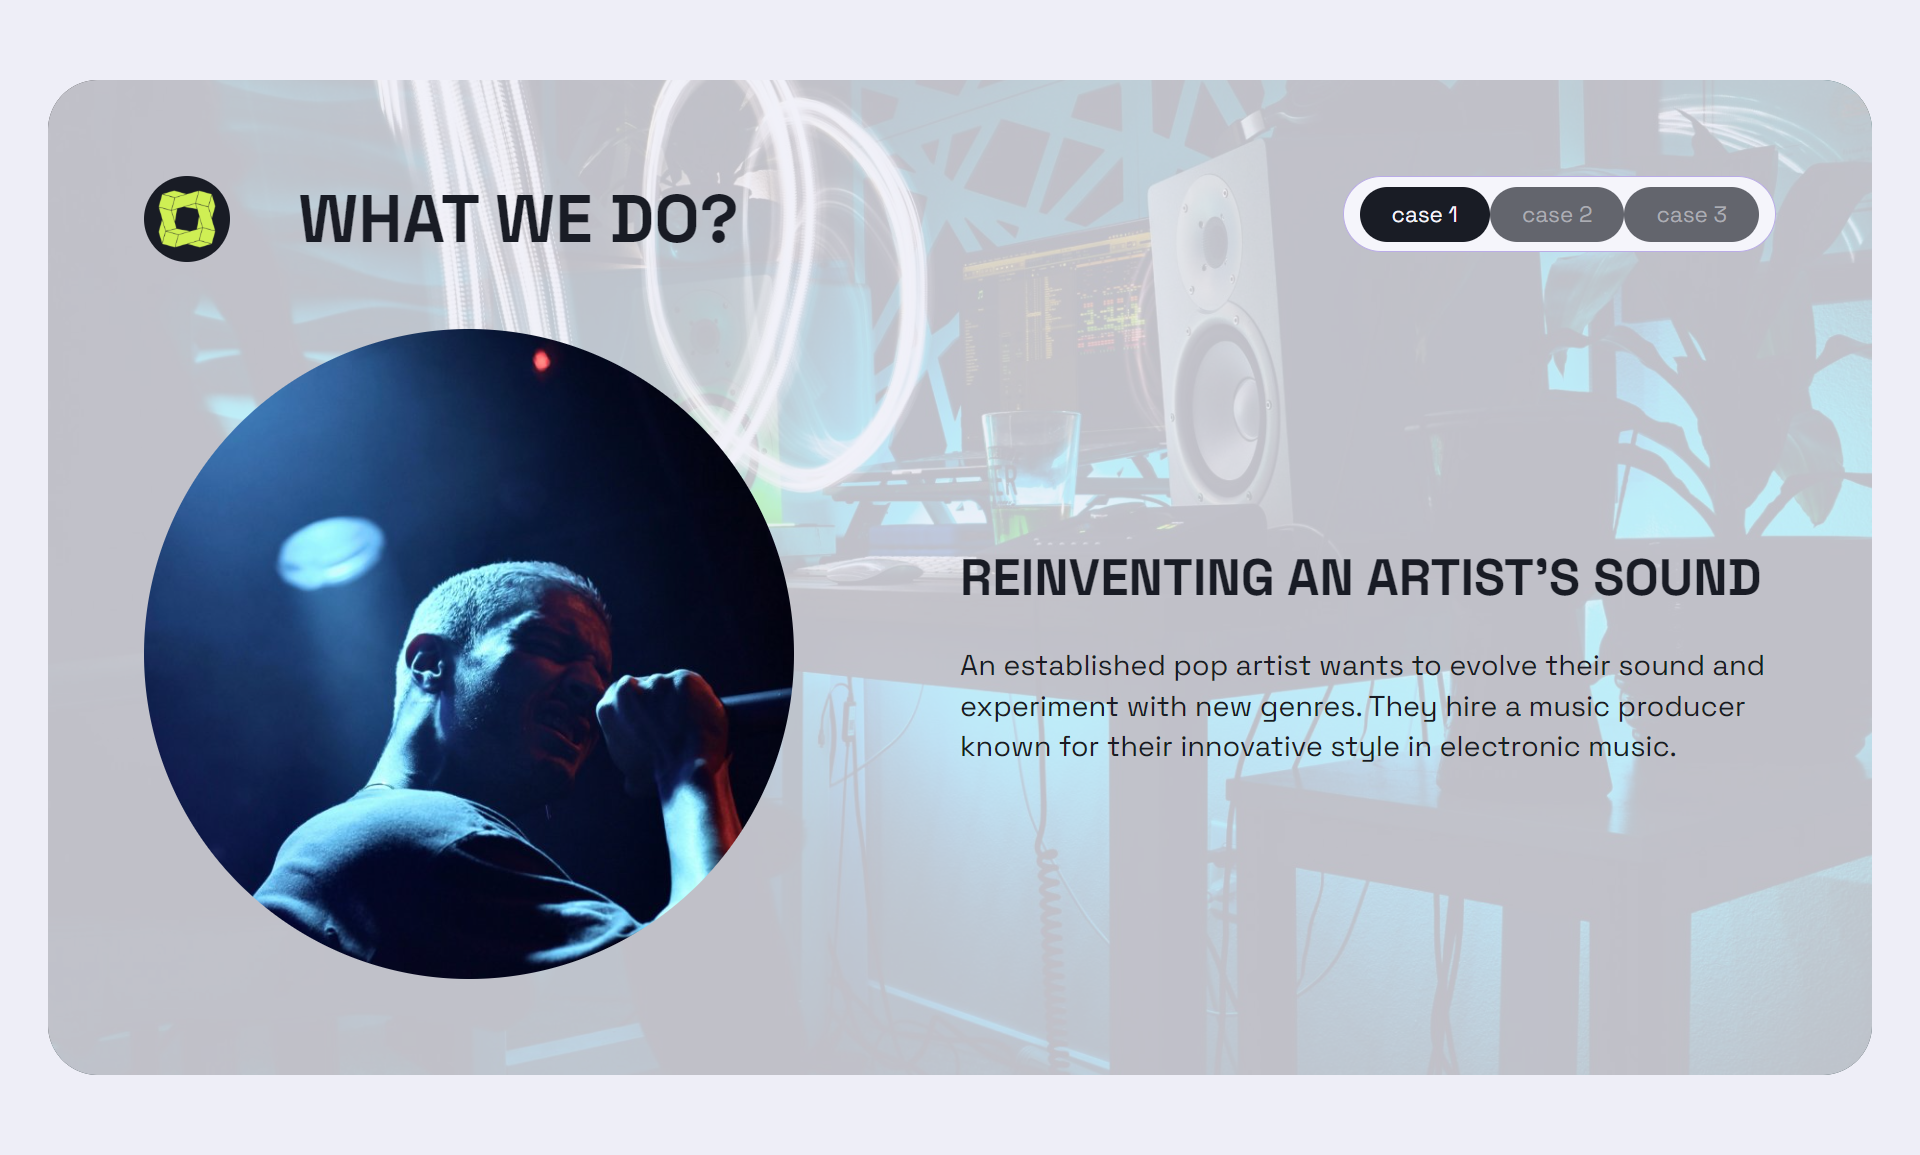 WHAT WE DO?
case 1
case 2
case 3
ER
REINVENTING AN ARTIST’S SOUND
An established pop artist wants to evolve their sound and
experiment with new genres. They hire a music producer
known for their innovative style in electronic music.